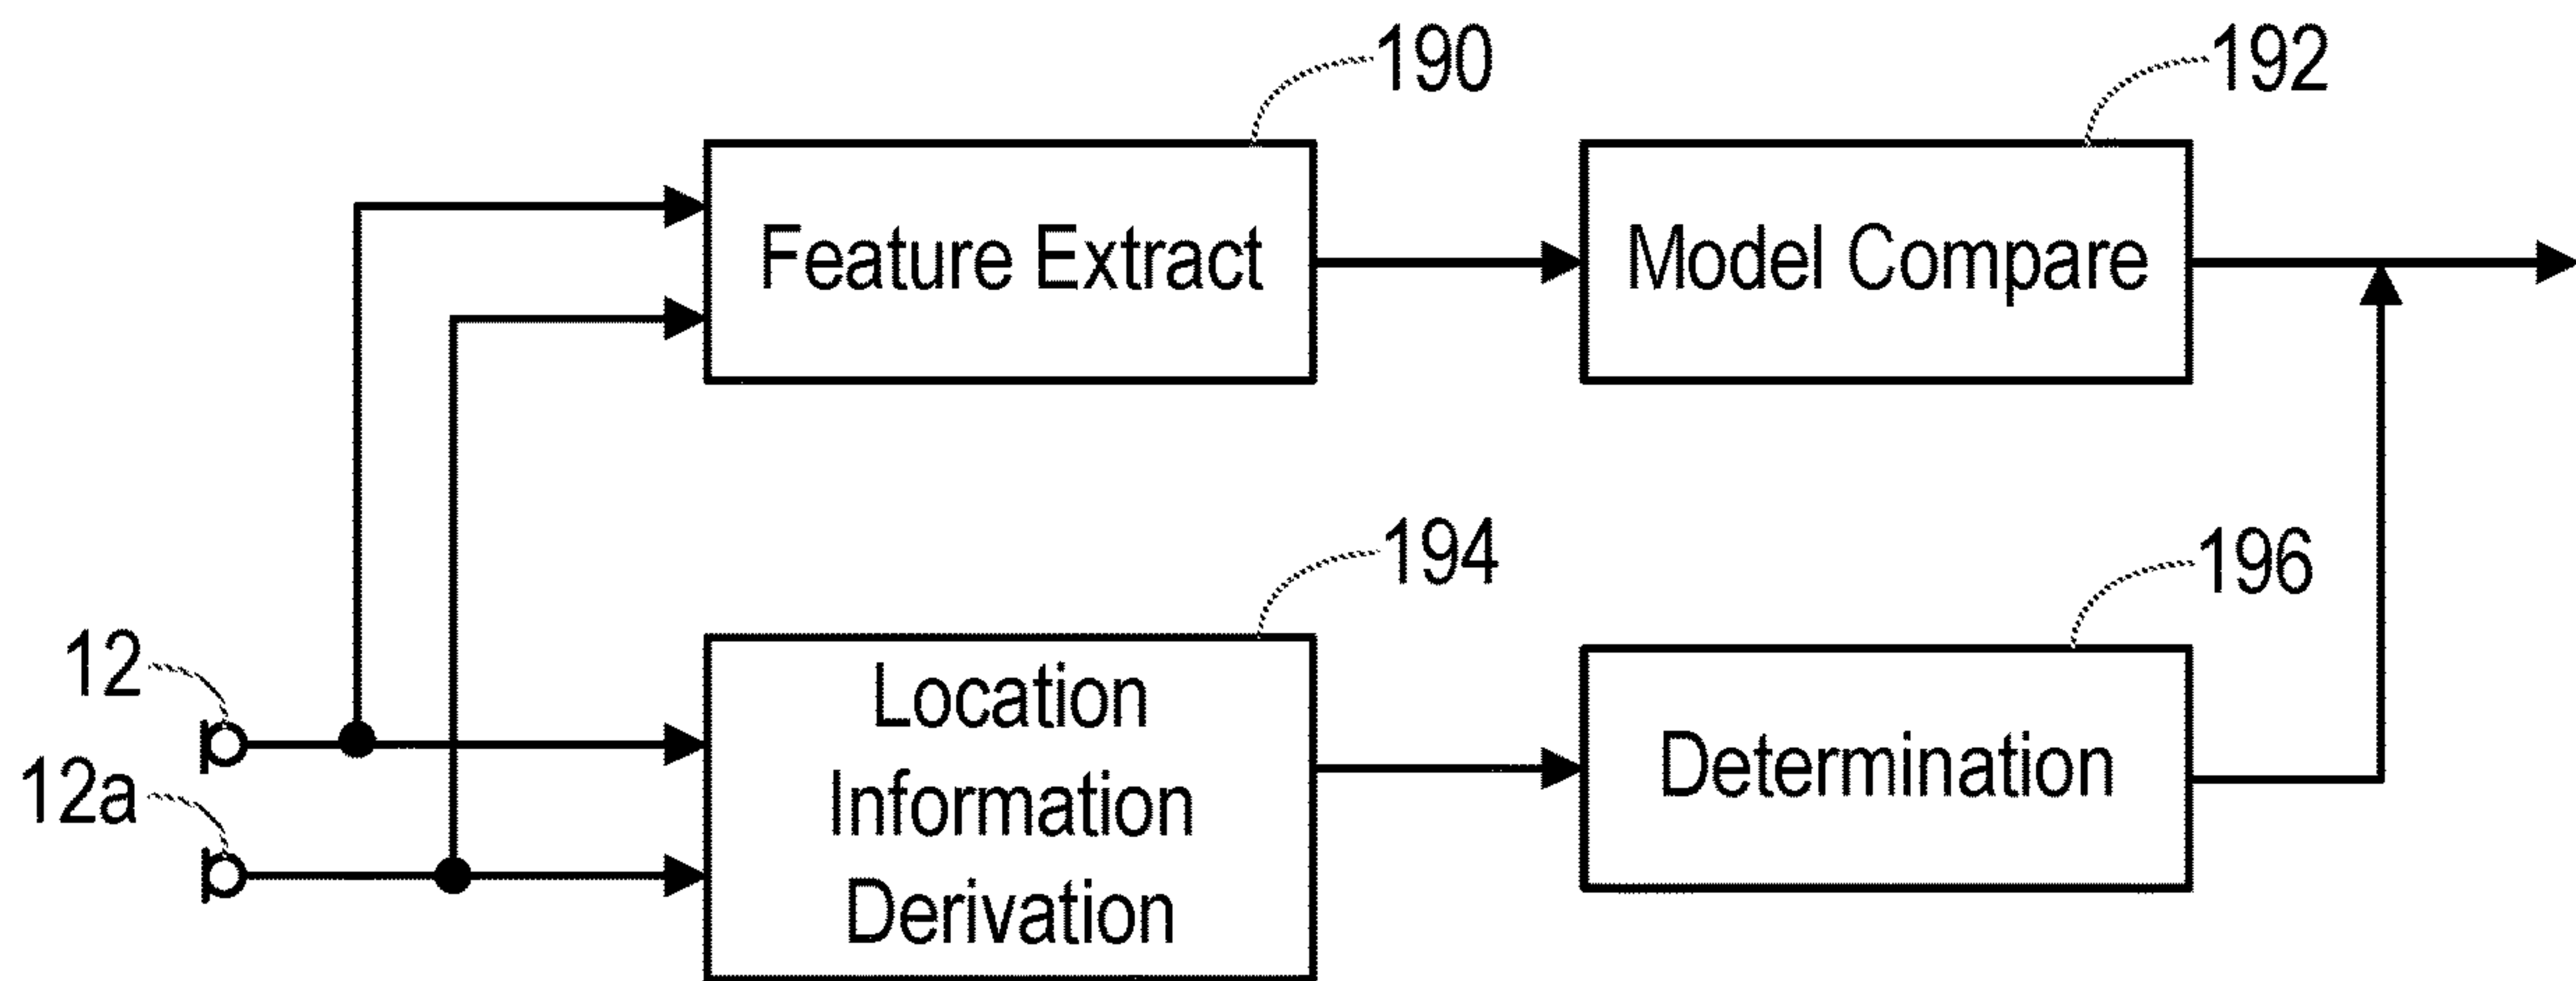 190
192
Feature Extract
Model Compare
194
196
12
12a
Location
Information
Derivation
Determination